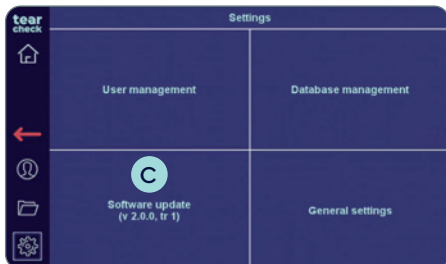 tear
check
Settings
User management
Database management
C
Software update
(v 2.0.0, tr 1)
General settings